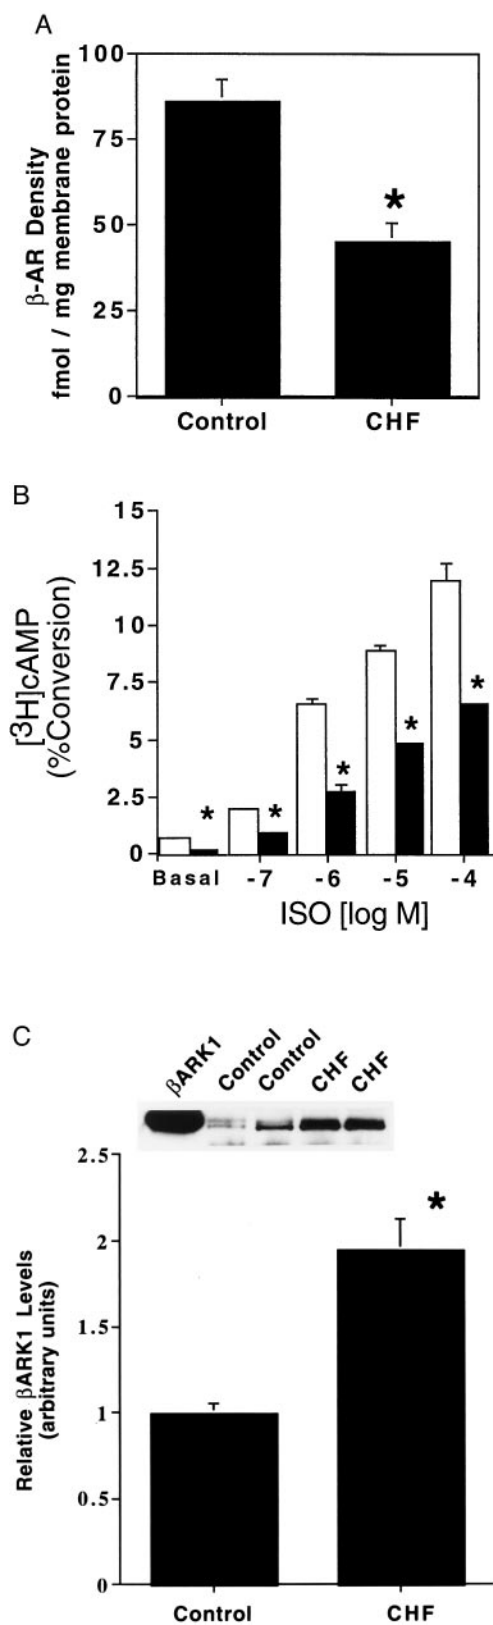 A
100
75
50
25
0
β-AR Density
fmol / mg membrane protein
*
Control CHF
B
15
12.5
10
7.5
5
2.5
0
[³H]cAMP
(%Conversion)
* * * * *
Basal -7 -6 -5 -4
ISO [log M]
C
βARK1 Control Control CHF CHF
2.5
2
1.5
1
0.5
0
Relative βARK1 Levels
(arbitrary units)
*
Control CHF